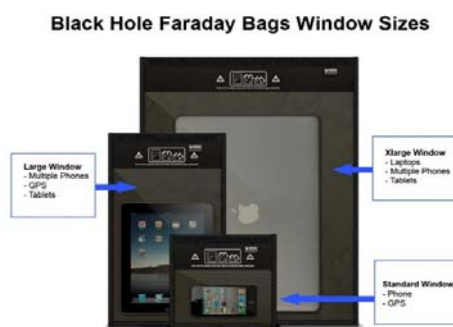 Black Hole Faraday Bags Window Sizes
Large Window
- Multiple Phones
- GPS
- Tablets
Xlarge Window
- Laptops
- Multiple Phones
- Tablets
Standard Window
- Phone
- GPS